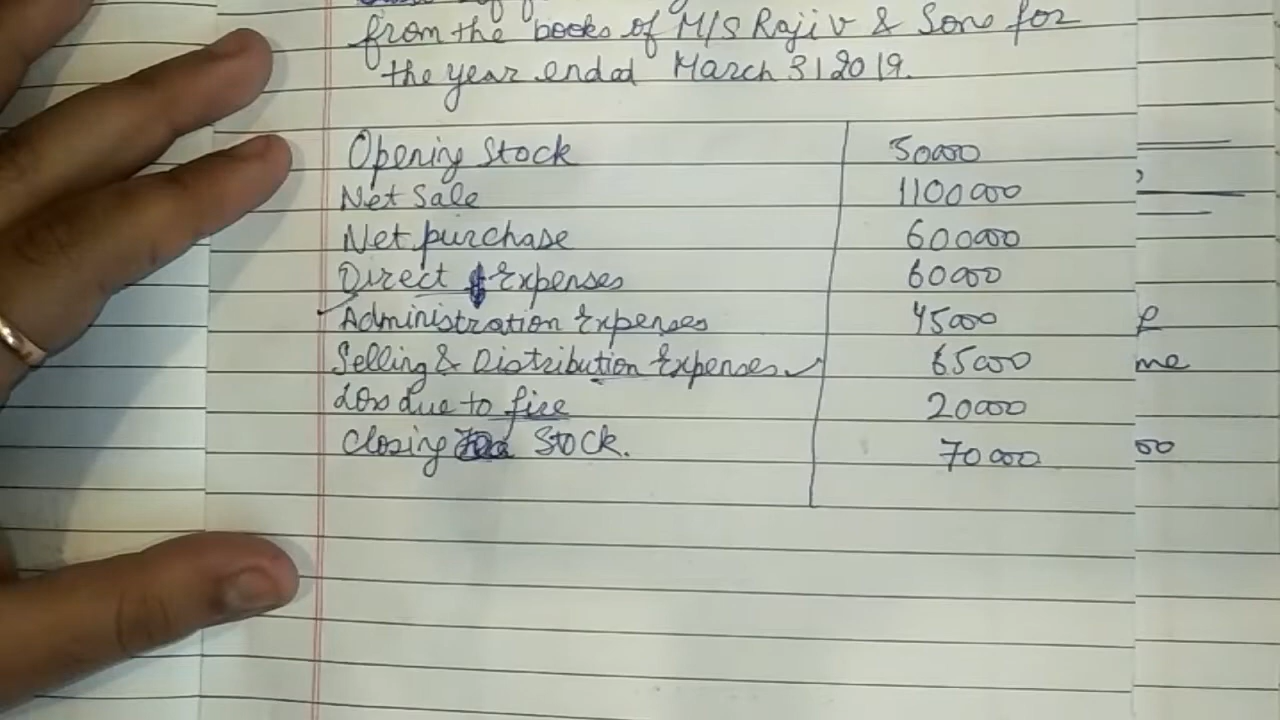 from the books of M/S Rajiv & Sons for
the year ended March 31 2019.
Opening Stock 50000
Net Sale 1100000
Net purchase 600000
Direct Expenses 60000
Administration Expenses 45000
Selling & Distribution Expenses 65000
Loss due to fire 20000
Closing Stock. 70000
me
00